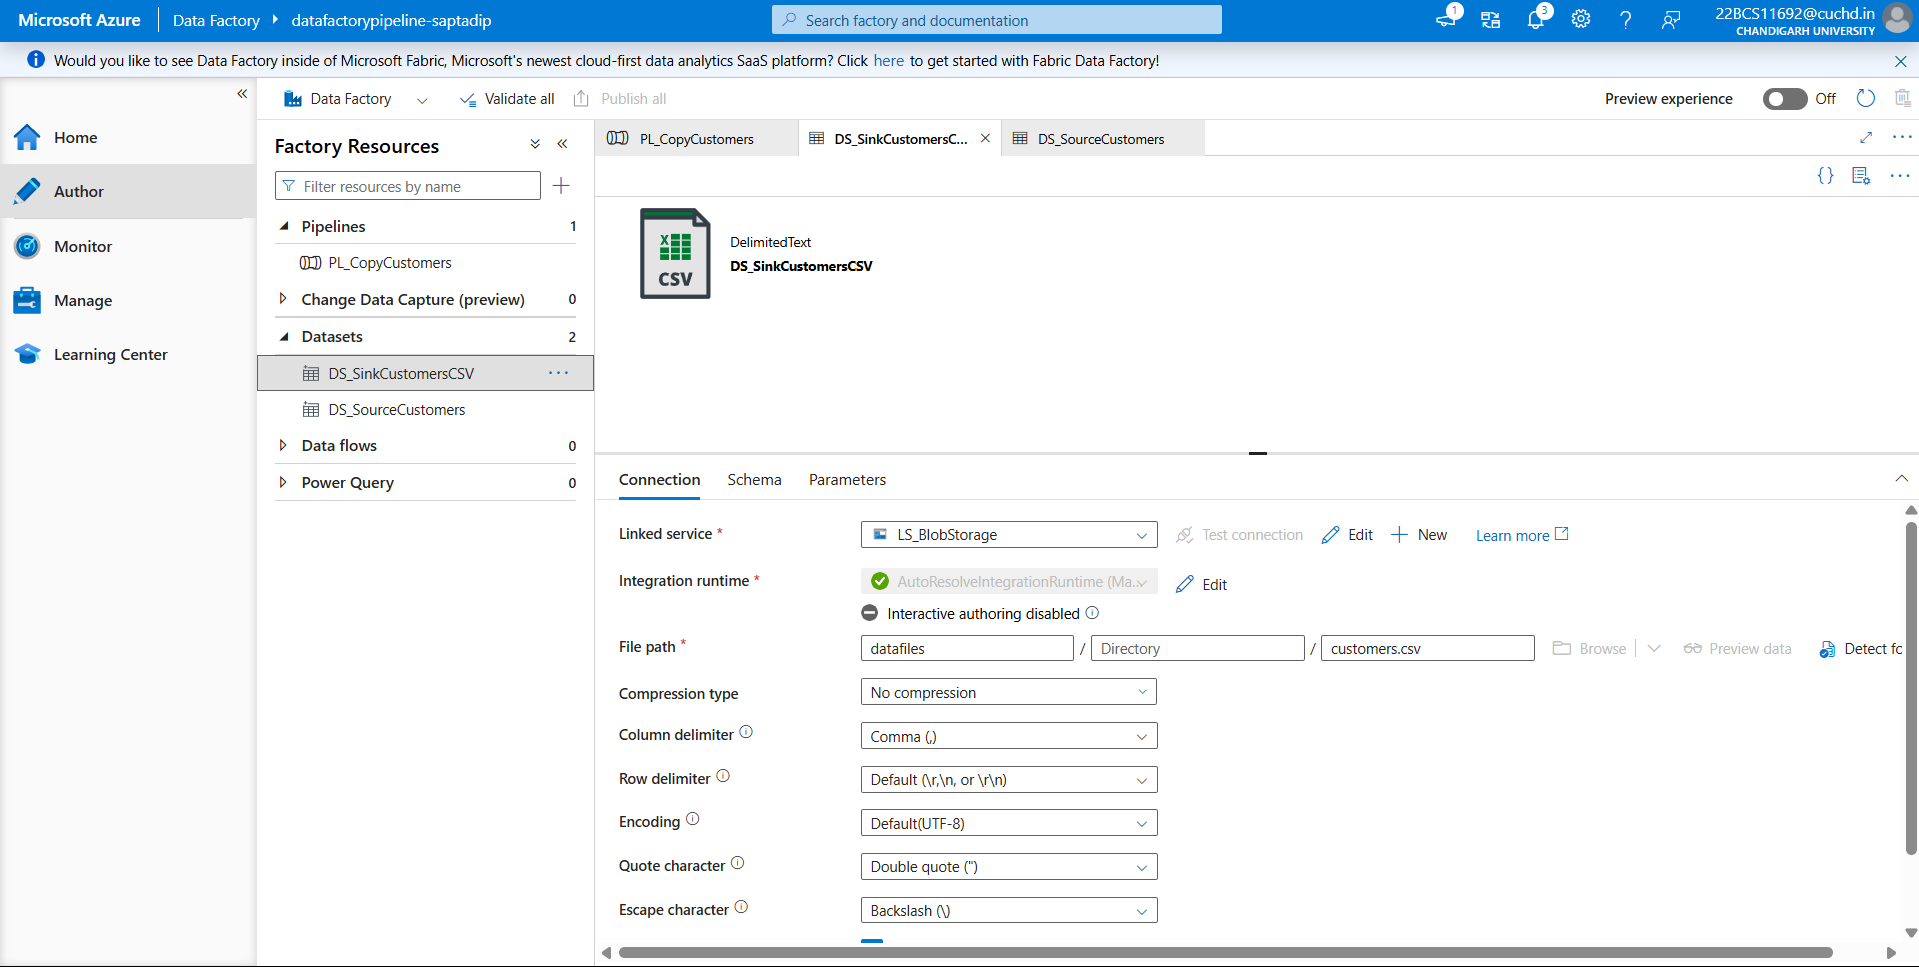 Microsoft Azure | Data Factory ▸ datafactorypipeline-saptadip
Search factory and documentation
1
3
22BCS11692@cuchd.in
CHANDIGARH UNIVERSITY
Would you like to see Data Factory inside of Microsoft Fabric, Microsoft's newest cloud-first data analytics SaaS platform? Click here to get started with Fabric Data Factory!
Home
Author
Monitor
Manage
Learning Center
Data Factory
Validate all
Publish all
Preview experience
Off
Factory Resources
Filter resources by name
Pipelines 1
PL_CopyCustomers
Change Data Capture (preview) 0
Datasets 2
DS_SinkCustomersCSV
DS_SourceCustomers
Data flows 0
Power Query 0
PL_CopyCustomers
DS_SinkCustomersC...
DS_SourceCustomers
{}
X
CSV
DelimitedText
DS_SinkCustomersCSV
Connection Schema Parameters
Linked service * LS_BlobStorage Test connection Edit New Learn more
Integration runtime * AutoResolveIntegrationRuntime (Ma... Edit
Interactive authoring disabled
File path * datafiles / Directory / customers.csv Browse Preview data Detect fo
Compression type No compression
Column delimiter Comma (,)
Row delimiter Default (\r,\n, or \r\n)
Encoding Default(UTF-8)
Quote character Double quote (")
Escape character Backslash (\)